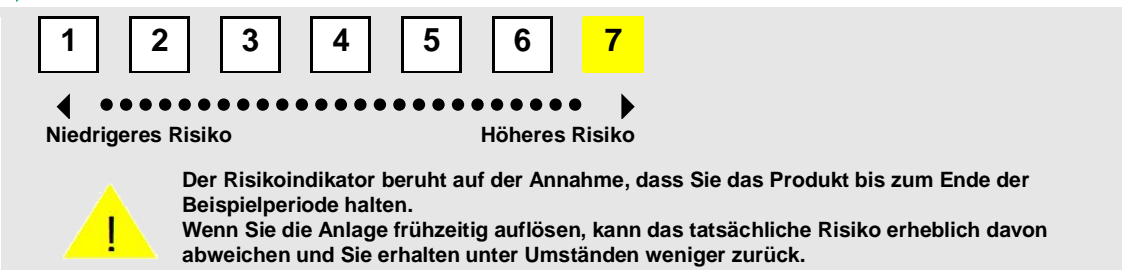 1 2 3 4 5 6 7
Niedrigeres Risiko Höheres Risiko
Der Risikoindikator beruht auf der Annahme, dass Sie das Produkt bis zum Ende der
Beispielperiode halten.
!
Wenn Sie die Anlage frühzeitig auflösen, kann das tatsächliche Risiko erheblich davon
abweichen und Sie erhalten unter Umständen weniger zurück.